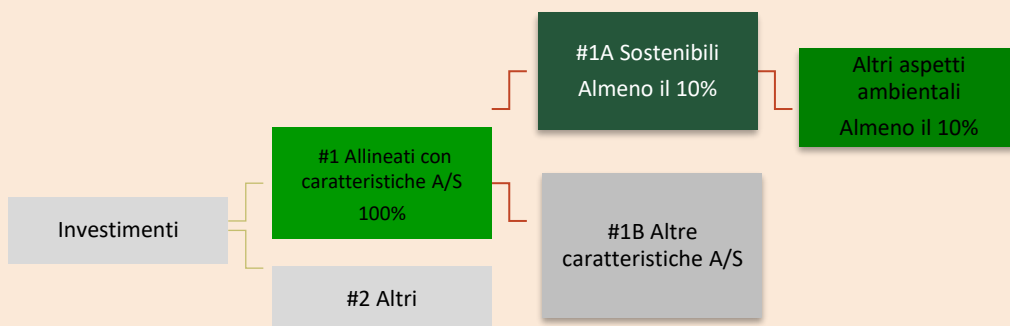 Investimenti
#1 Allineati con
caratteristiche A/S
100%
#2 Altri
#1A Sostenibili
Almeno il 10%
#1B Altre
caratteristiche A/S
Altri aspetti
ambientali
Almeno il 10%